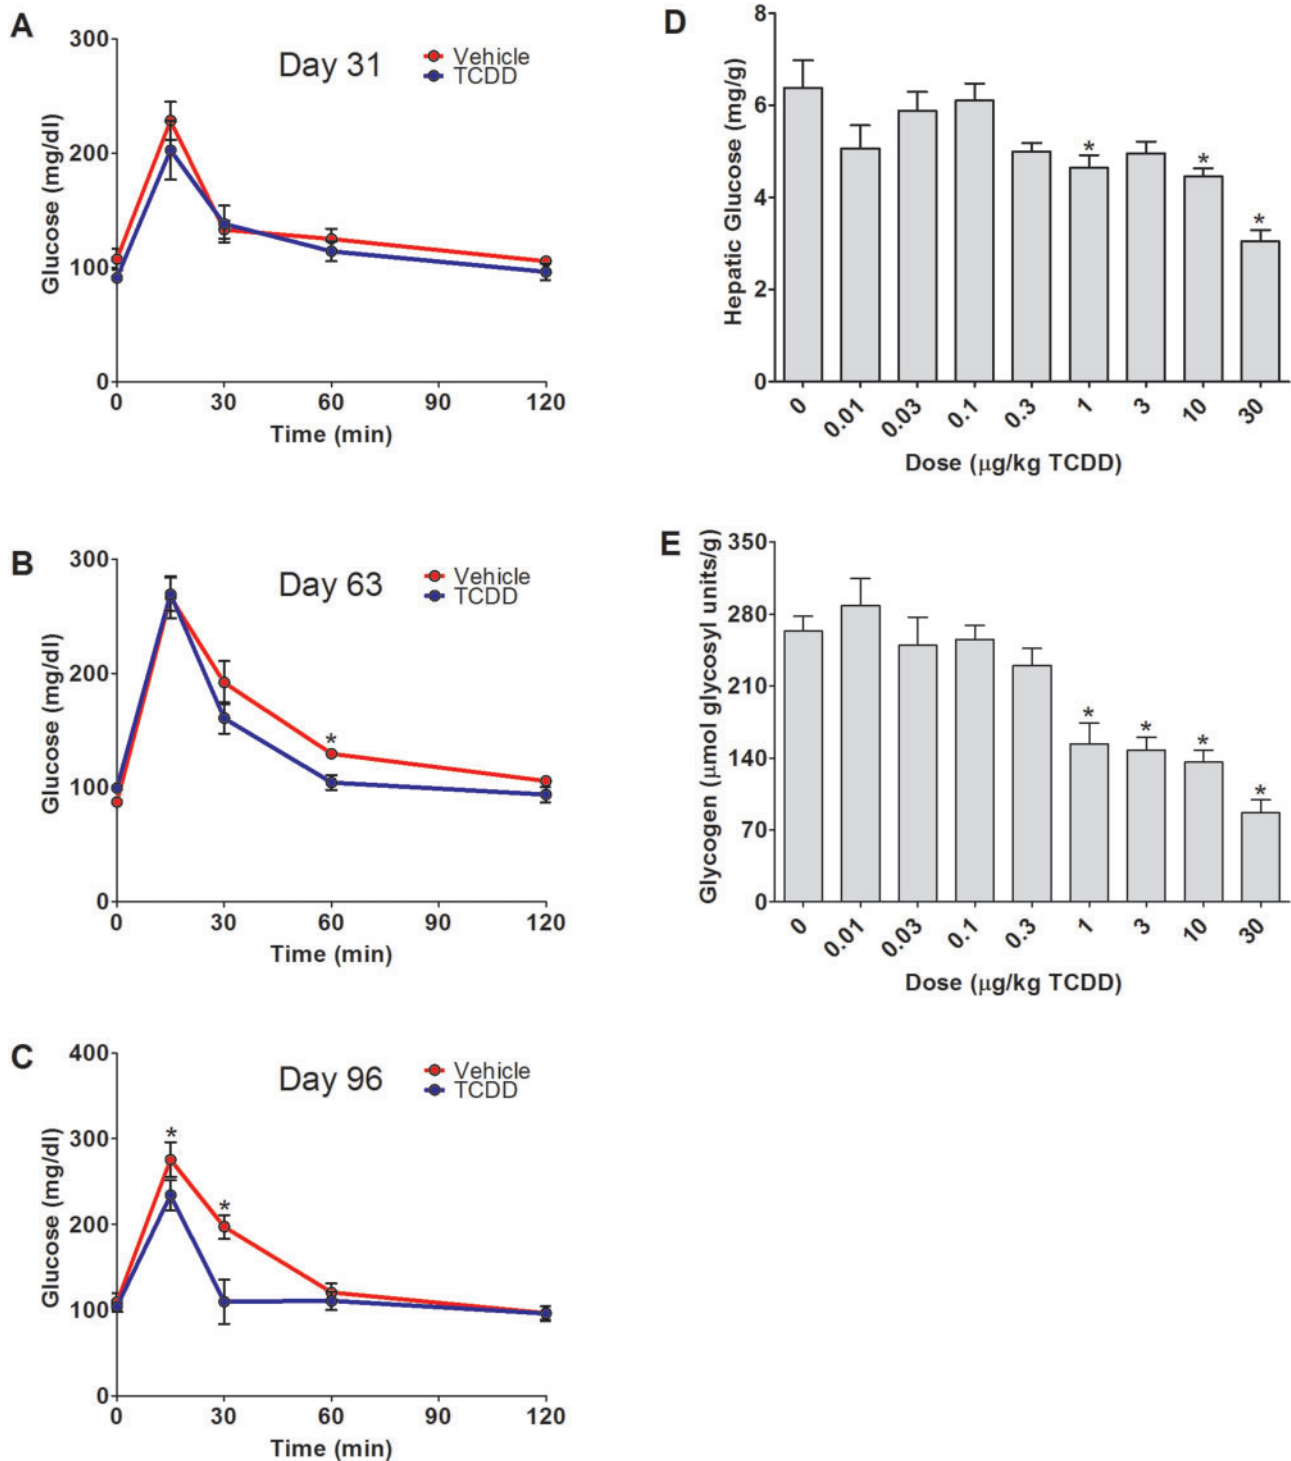 A
Day 31
Vehicle
TCDD
Glucose (mg/dl)
300
200
100
0
0 30 60 90 120
Time (min)
B
Day 63
Vehicle
TCDD
Glucose (mg/dl)
300
200
100
0
*
0 30 60 90 120
Time (min)
C
Day 96
Vehicle
TCDD
Glucose (mg/dl)
400
300
200
100
0
* *
0 30 60 90 120
Time (min)
D
Hepatic Glucose (mg/g)
8
6
4
2
0
* * *
0 0.01 0.03 0.1 0.3 1 3 10 30
Dose (μg/kg TCDD)
E
Glycogen (μmol glycosyl units/g)
350
280
210
140
70
0
* * * *
0 0.01 0.03 0.1 0.3 1 3 10 30
Dose (μg/kg TCDD)